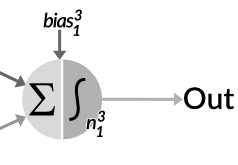 bias₁³
Σ ∫
n₁³
Out